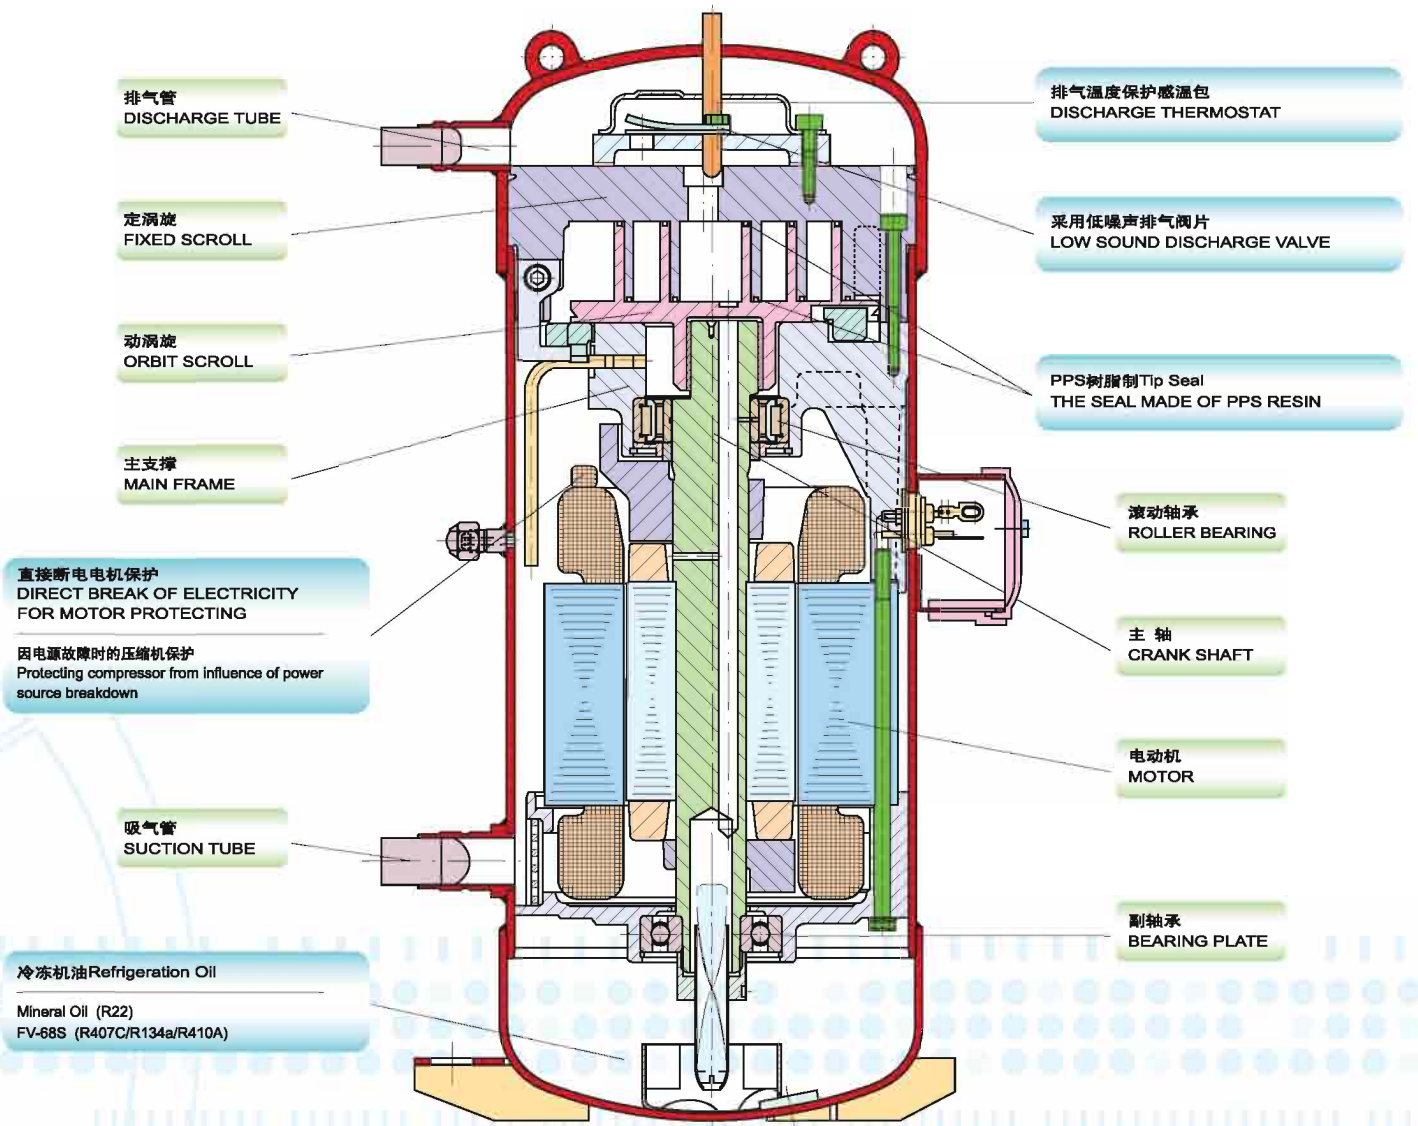 排气管
DISCHARGE TUBE
定涡旋
FIXED SCROLL
动涡旋
ORBIT SCROLL
主支撑
MAIN FRAME
直接断电电机保护
DIRECT BREAK OF ELECTRICITY
FOR MOTOR PROTECTING
因电源故障时的压缩机保护
Protecting compressor from influence of power
source breakdown
吸气管
SUCTION TUBE
冷冻机油Refrigeration Oil
Mineral Oil (R22)
FV-68S (R407C/R134a/R410A)
排气温度保护感温包
DISCHARGE THERMOSTAT
采用低噪声排气阀片
LOW SOUND DISCHARGE VALVE
PPS树脂制Tip Seal
THE SEAL MADE OF PPS RESIN
滚动轴承
ROLLER BEARING
主 轴
CRANK SHAFT
电动机
MOTOR
副轴承
BEARING PLATE